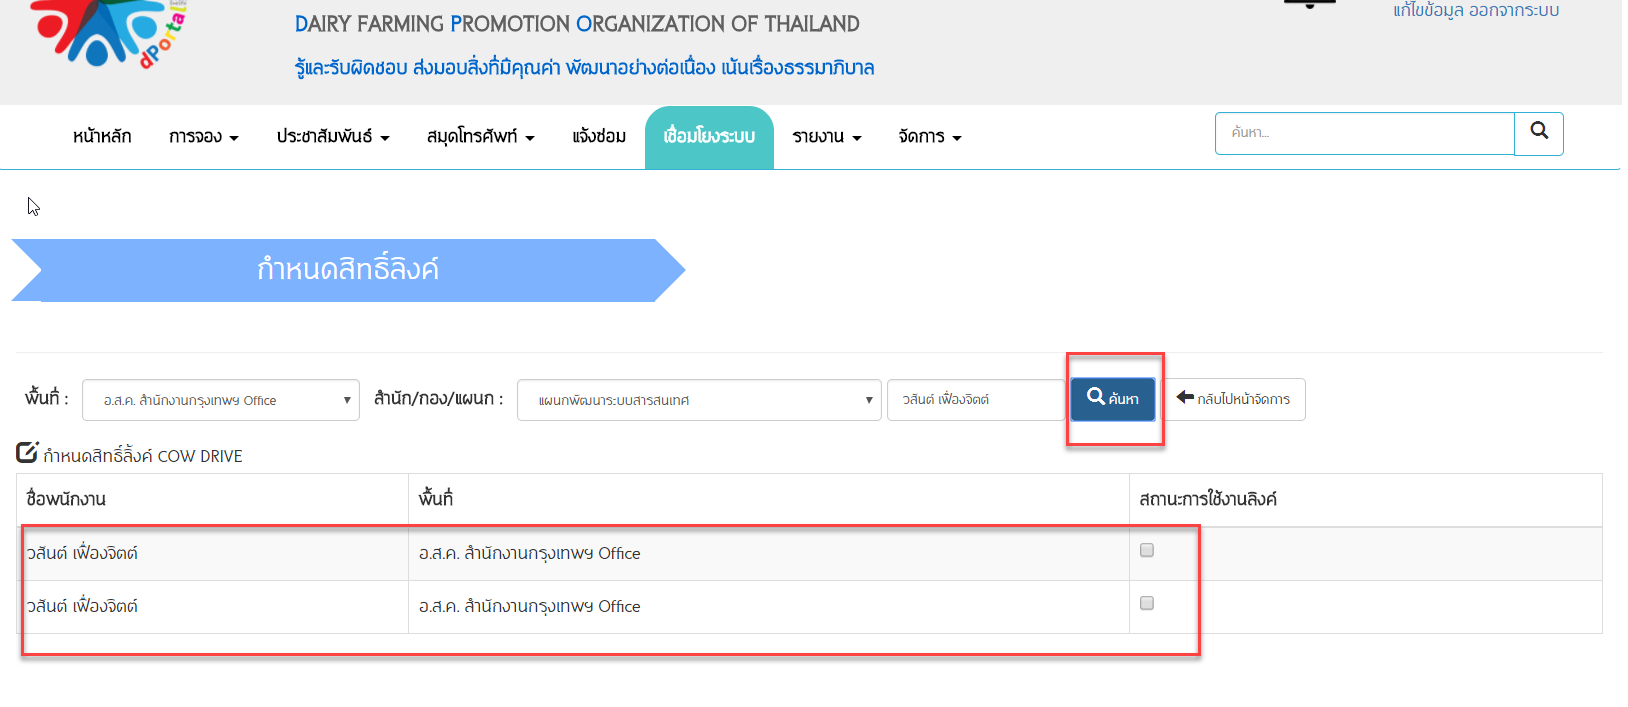 dPortal
DAIRY FARMING PROMOTION ORGANIZATION OF THAILAND
รู้และรับผิดชอบ ส่งมอบสิ่งที่มีคุณค่า พัฒนาอย่างต่อเนื่อง เน้นเรื่องธรรมาภิบาล
แก้ไขข้อมูล ออกจากระบบ
หน้าหลัก การจอง ประชาสัมพันธ์ สมุดโทรศัพท์ แจ้งซ่อม เชื่อมโยงระบบ รายงาน จัดการ ค้นหา...
กำหนดสิทธิ์ลิงค์
พื้นที่ : อ.ส.ค. สำนักงานกรุงเทพฯ Office สำนัก/กอง/แผนก : แผนกพัฒนาระบบสารสนเทศ วสันต์ เฟื่องจิตต์ ค้นหา กลับไปหน้าจัดการ
กำหนดสิทธิ์ลิ้งค์ COW DRIVE
ชื่อพนักงาน พื้นที่ สถานะการใช้งานลิงค์
วสันต์ เฟื่องจิตต์ อ.ส.ค. สำนักงานกรุงเทพฯ Office
วสันต์ เฟื่องจิตต์ อ.ส.ค. สำนักงานกรุงเทพฯ Office